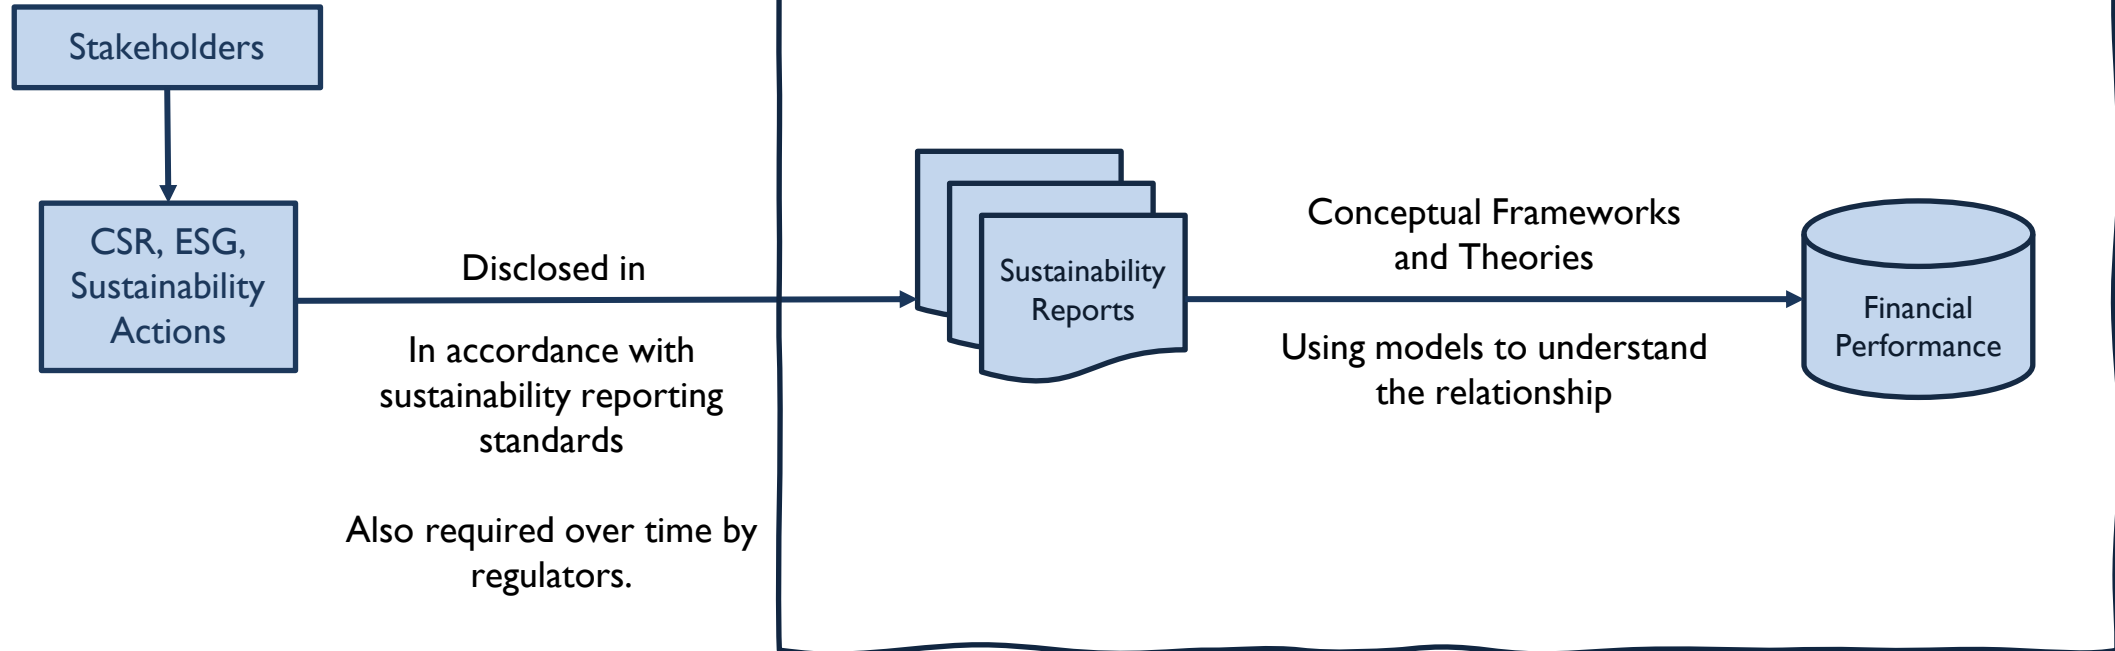 Stakeholders
CSR, ESG,
Sustainability
Actions
Disclosed in
In accordance with
sustainability reporting
standards
Also required over time by
regulators.
Sustainability
Reports
Conceptual Frameworks
and Theories
Using models to understand
the relationship
Financial
Performance